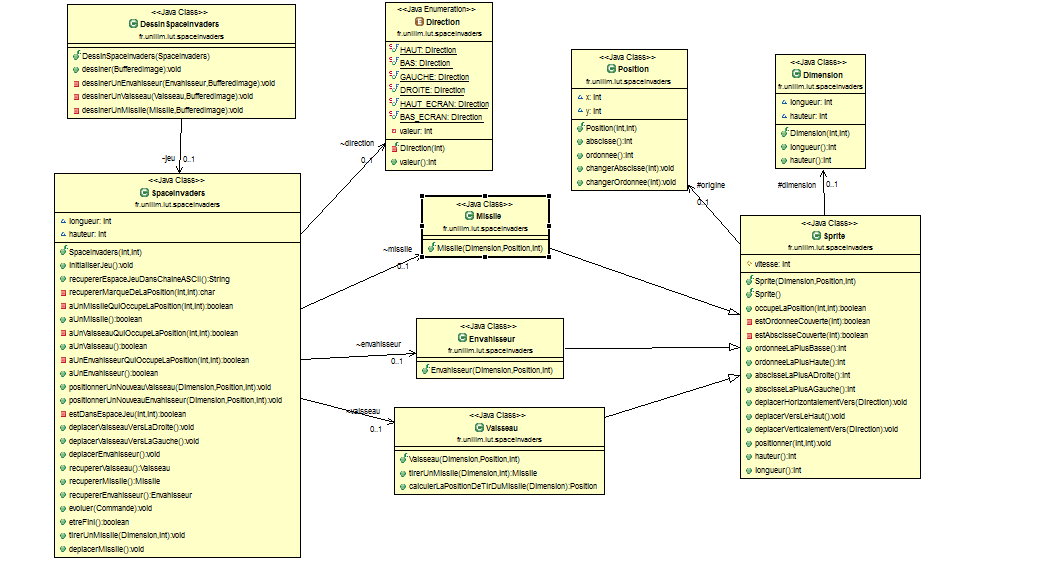 <<Java Class>>
DessinSpaceInvaders
fr.unilim.iut.spaceinvaders
DessinSpaceInvaders(SpaceInvaders)
dessiner(BufferedImage):void
dessinerUnEnvahisseur(Envahisseur,BufferedImage):void
dessinerUnVaisseau(Vaisseau,BufferedImage):void
dessinerUnMissile(Missile,BufferedImage):void
~jeu
0..1
<<Java Class>>
SpaceInvaders
fr.unilim.iut.spaceinvaders
longueur: int
hauteur: int
SpaceInvaders(int,int)
initialiserJeu():void
recupererEspaceJeuDansChaineASCII():String
recupererMarqueDeLaPosition(int,int):char
aUnMissileQuiOccupeLaPosition(int,int):boolean
aUnMissile():boolean
aUnVaisseauQuiOccupeLaPosition(int,int):boolean
aUnVaisseau():boolean
aUnEnvahisseurQuiOccupeLaPosition(int,int):boolean
aUnEnvahisseur():boolean
positionnerUnNouveauVaisseau(Dimension,Position,int):void
positionnerUnNouveauEnvahisseur(Dimension,Position,int):void
estDansEspaceJeu(int,int):boolean
deplacerVaisseauVersLaDroite():void
deplacerVaisseauVersLaGauche():void
deplacerEnvahisseur():void
recupererVaisseau():Vaisseau
recupererMissile():Missile
recupererEnvahisseur():Envahisseur
evoluer(Commande):void
etreFini():boolean
tirerUnMissile(Dimension,int):void
deplacerMissile():void
<<Java Enumeration>>
Direction
fr.unilim.iut.spaceinvaders
HAUT: Direction
BAS: Direction
GAUCHE: Direction
DROITE: Direction
HAUT_ECRAN: Direction
BAS_ECRAN: Direction
valeur: int
Direction(int)
valeur():int
~direction
0..1
<<Java Class>>
Missile
fr.unilim.iut.spaceinvaders
Missile(Dimension,Position,int)
~missile
0..1
<<Java Class>>
Envahisseur
fr.unilim.iut.spaceinvaders
Envahisseur(Dimension,Position,int)
~envahisseur
0..1
<<Java Class>>
Vaisseau
fr.unilim.iut.spaceinvaders
Vaisseau(Dimension,Position,int)
tirerUnMissile(Dimension,int):Missile
calculerLaPositionDeTirDuMissile(Dimension):Position
~vaisseau
0..1
<<Java Class>>
Position
fr.unilim.iut.spaceinvaders
x: int
y: int
Position(int,int)
abscisse():int
ordonnee():int
changerAbscisse(int):void
changerOrdonnee(int):void
#origine
0..1
<<Java Class>>
Dimension
fr.unilim.iut.spaceinvaders
longueur: int
hauteur: int
Dimension(int,int)
longueur():int
hauteur():int
#dimension
0..1
<<Java Class>>
Sprite
fr.unilim.iut.spaceinvaders
vitesse: int
Sprite(Dimension,Position,int)
Sprite()
occupeLaPosition(int,int):boolean
estOrdonneeCouverte(int):boolean
estAbscisseCouverte(int):boolean
ordonneeLaPlusBasse():int
ordonneeLaPlusHaute():int
abscisseLaPlusADroite():int
abscisseLaPlusAGauche():int
deplacerHorizontalementVers(Direction):void
deplacerVersLeHaut():void
deplacerVerticalementVers(Direction):void
positionner(int,int):void
hauteur():int
longueur():int